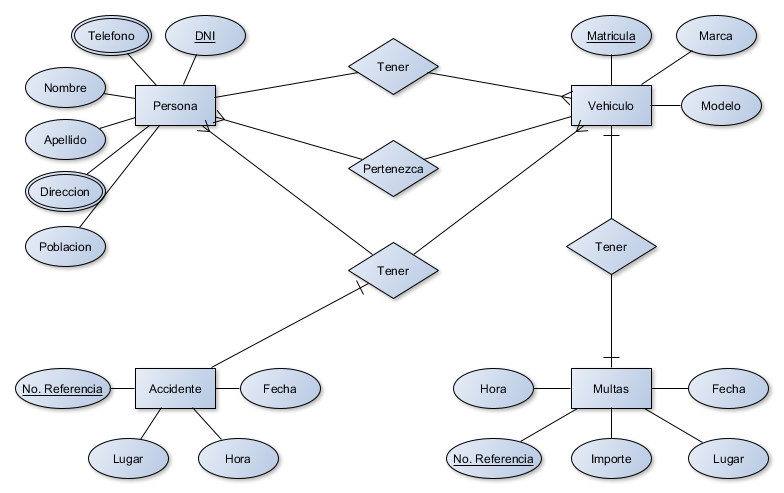 Telefono
DNI
Matricula
Marca
Nombre
Tener
Persona
Vehiculo
Modelo
Apellido
Pertenezca
Direccion
Poblacion
Tener
Tener
No. Referencia
Accidente
Fecha
Hora
Multas
Fecha
Lugar
Hora
No. Referencia
Importe
Lugar